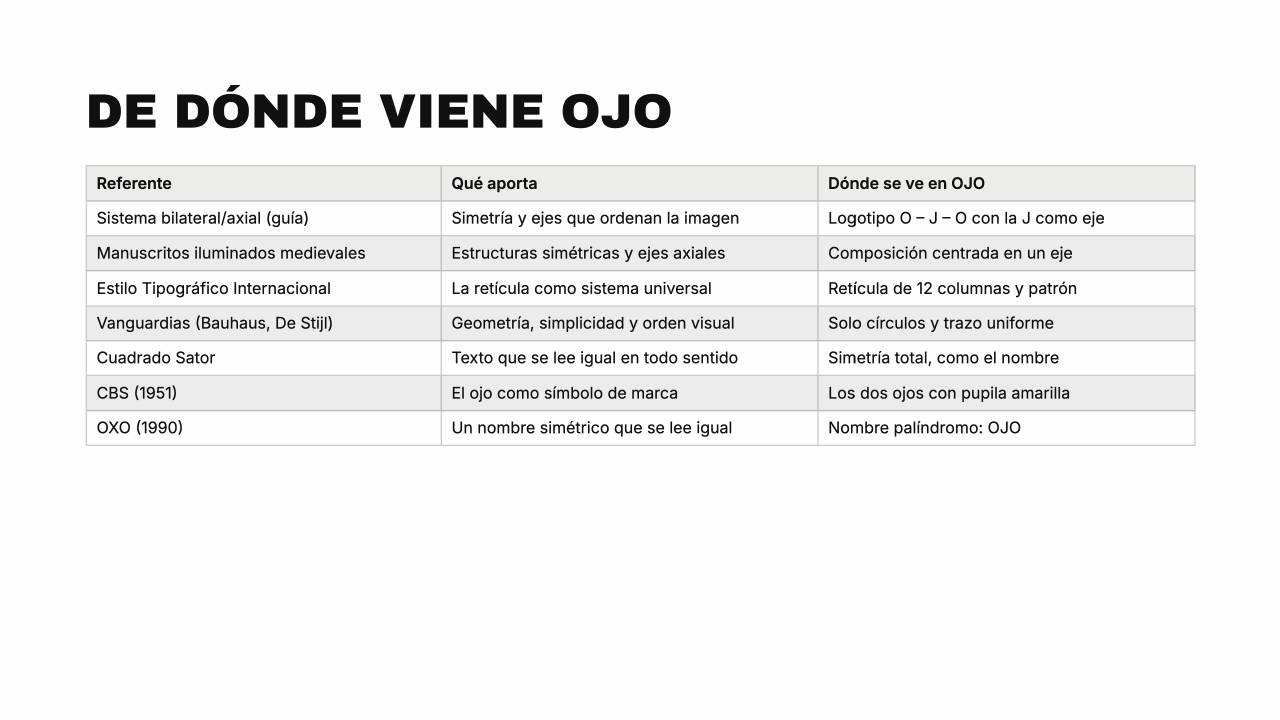 DE DÓNDE VIENE OJO
Referente Qué aporta Dónde se ve en OJO
Sistema bilateral/axial (guía) Simetría y ejes que ordenan la imagen Logotipo O – J – O con la J como eje
Manuscritos iluminados medievales Estructuras simétricas y ejes axiales Composición centrada en un eje
Estilo Tipográfico Internacional La retícula como sistema universal Retícula de 12 columnas y patrón
Vanguardias (Bauhaus, De Stijl) Geometría, simplicidad y orden visual Solo círculos y trazo uniforme
Cuadrado Sator Texto que se lee igual en todo sentido Simetría total, como el nombre
CBS (1951) El ojo como símbolo de marca Los dos ojos con pupila amarilla
OXO (1990) Un nombre simétrico que se lee igual Nombre palíndromo: OJO